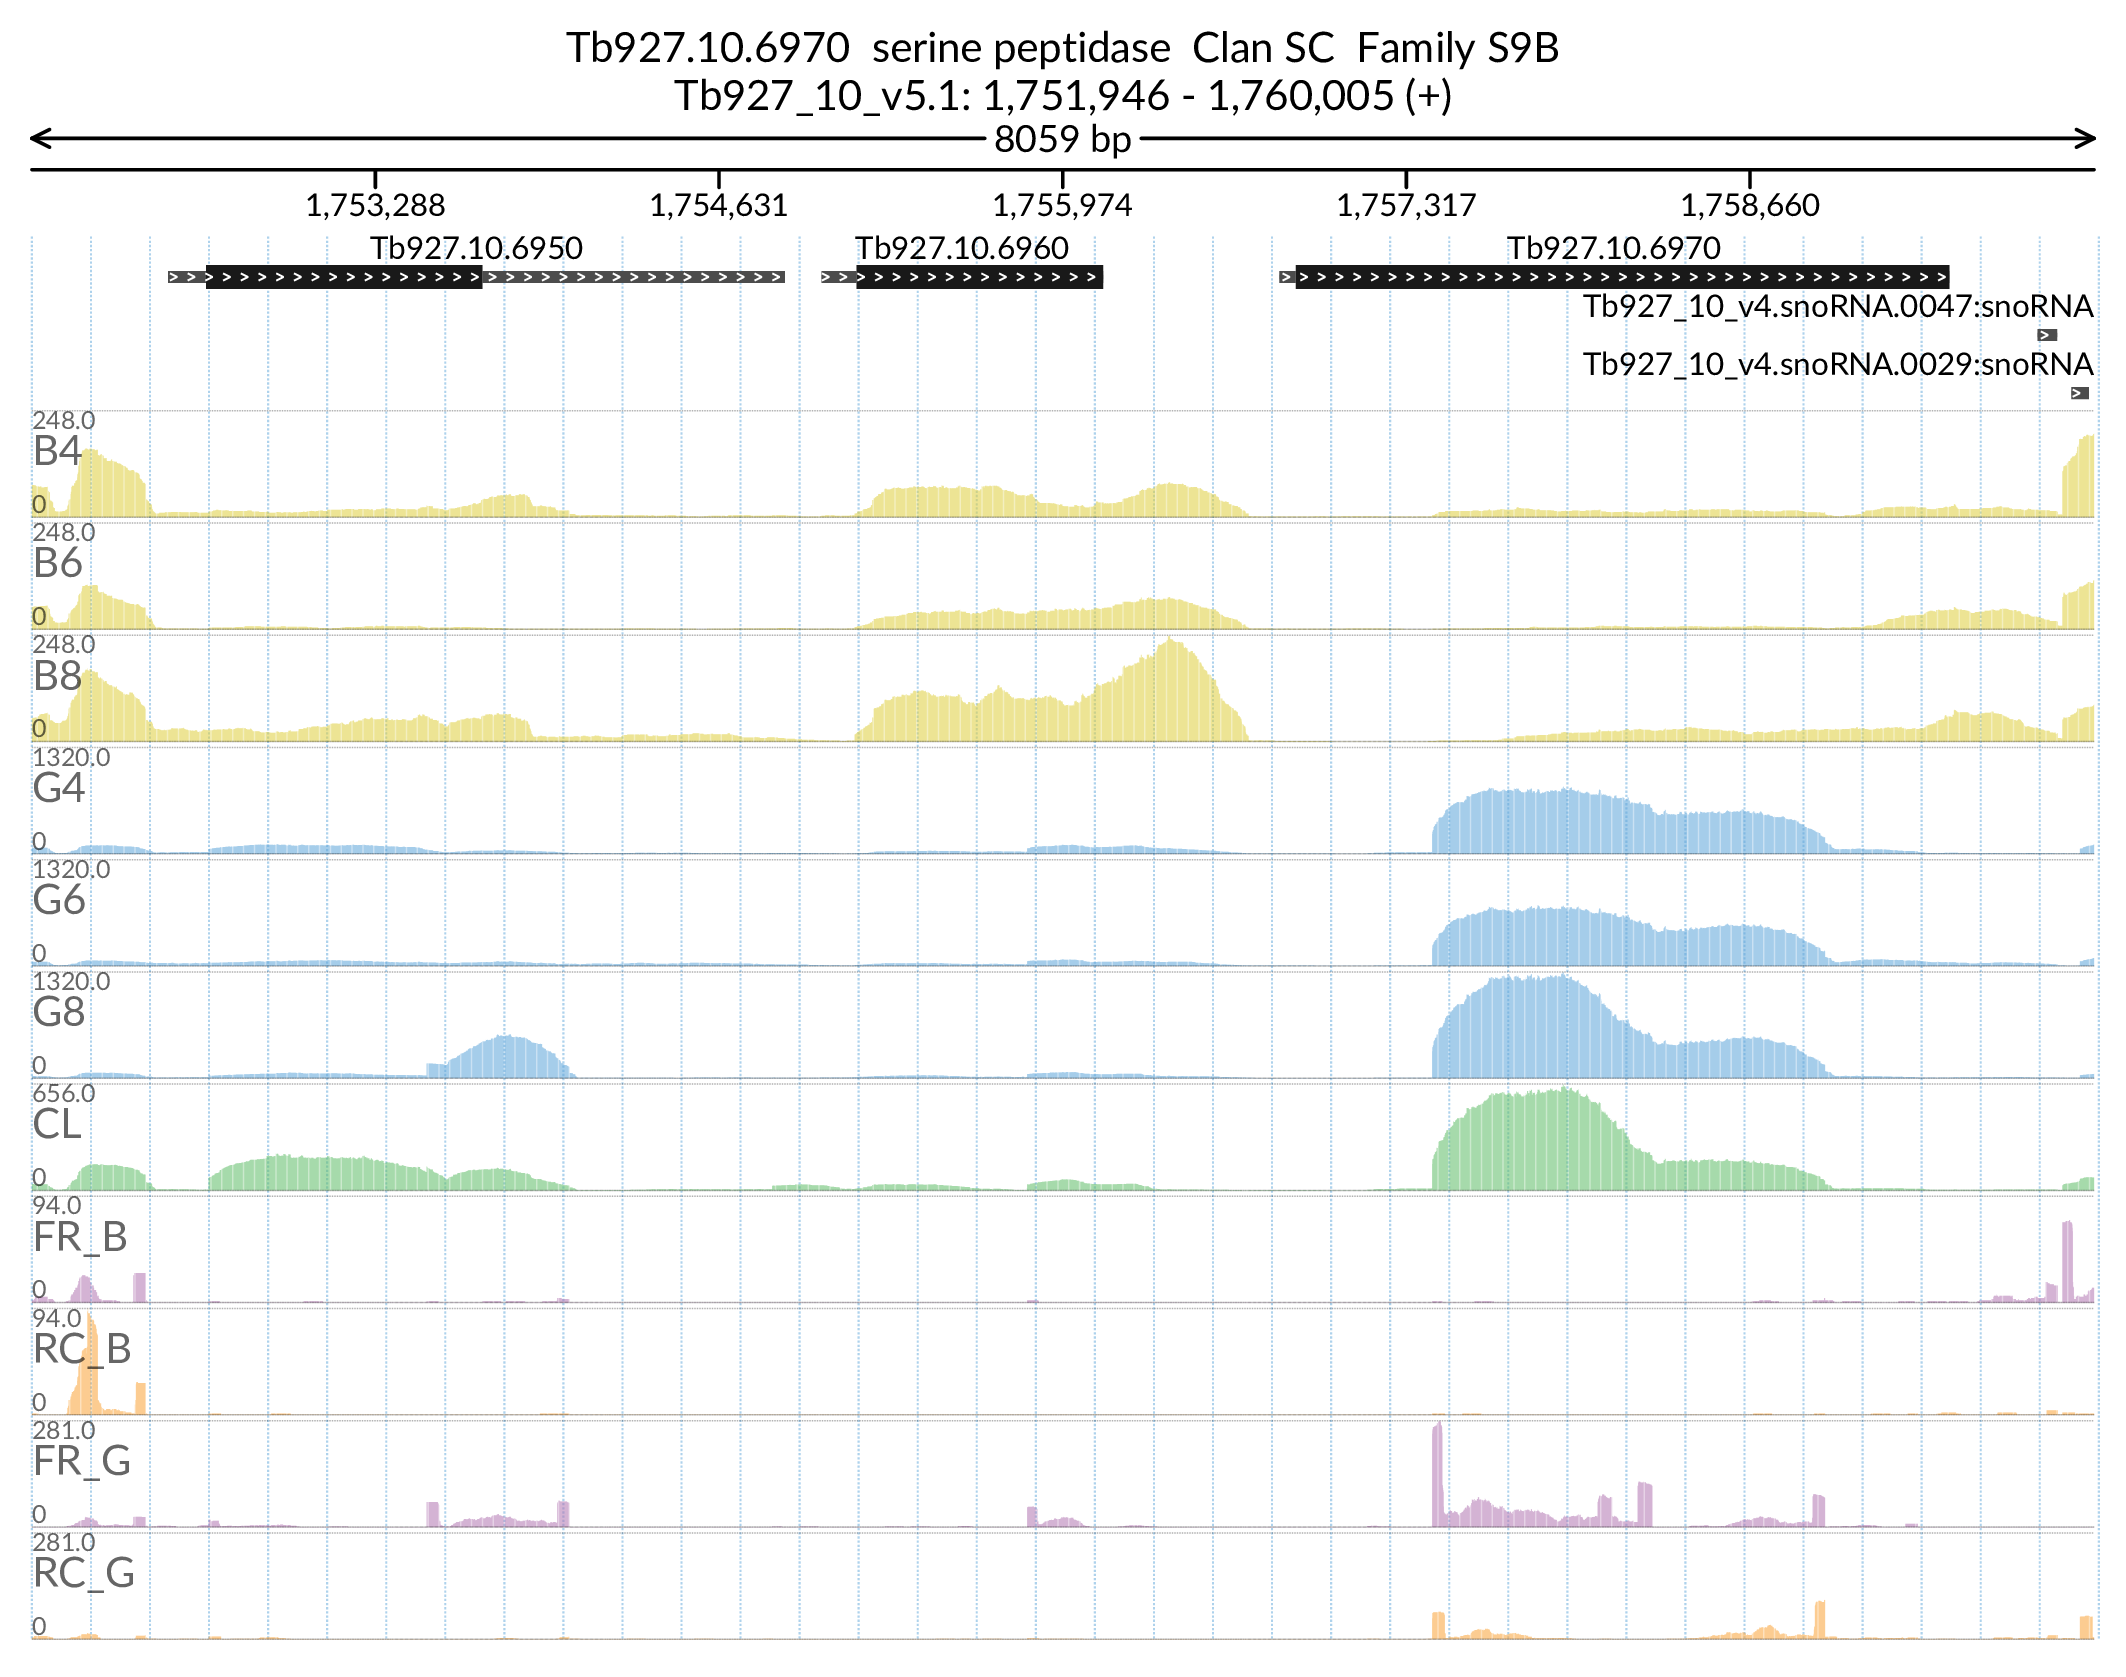 Tb927.10.6970 serine peptidase Clan SC Family S9B
Tb927_10_v5.1: 1,751,946 - 1,760,005 (+)
8059 bp
1,753,288 1,754,631 1,755,974 1,757,317 1,758,660
Tb927.10.6950 Tb927.10.6960 Tb927.10.6970
Tb927_10_v4.snoRNA.0047:snoRNA
Tb927_10_v4.snoRNA.0029:snoRNA
248.0
B4
0
248.0
B6
0
248.0
B8
0
1320.0
G4
0
1320.0
G6
0
1320.0
G8
0
656.0
CL
0
94.0
FR_B
0
94.0
RC_B
0
281.0
FR_G
0
281.0
RC_G
0